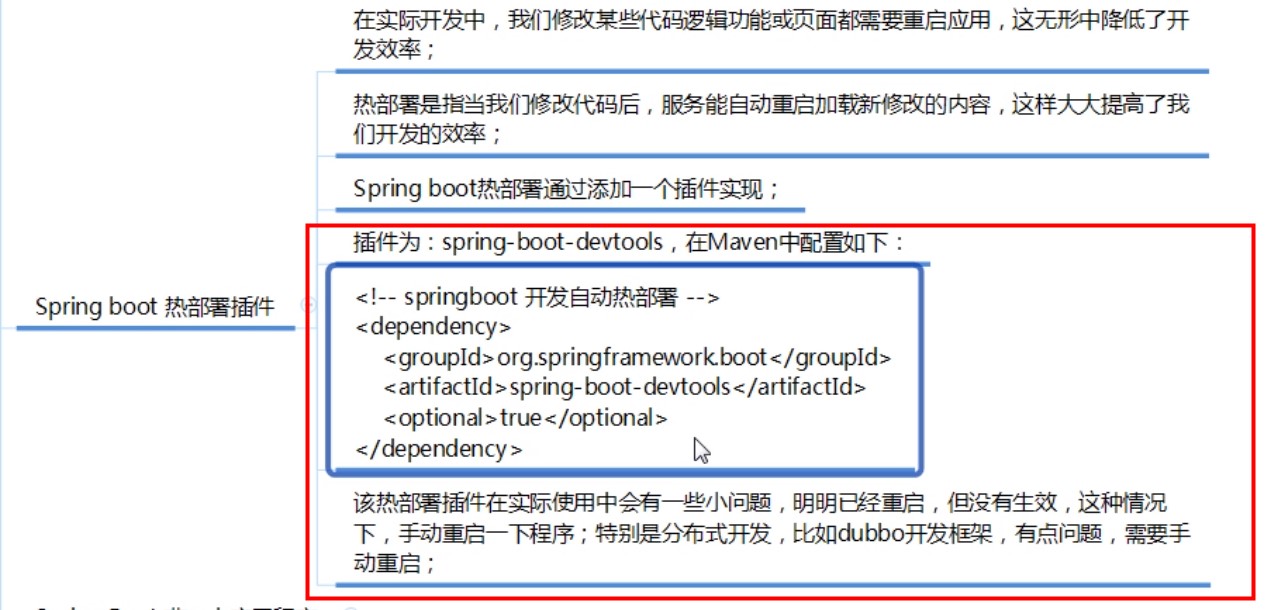 在实际开发中，我们修改某些代码逻辑功能或页面都需要重启应用，这无形中降低了开
发效率；
热部署是指当我们修改代码后，服务能自动重启加载新修改的内容，这样大大提高了我
们开发的效率；
Spring boot热部署通过添加一个插件实现；
插件为：spring-boot-devtools，在Maven中配置如下：
Spring boot 热部署插件
<!-- springboot 开发自动热部署 -->
<dependency>
<groupId>org.springframework.boot</groupId>
<artifactId>spring-boot-devtools</artifactId>
<optional>true</optional>
</dependency>
该热部署插件在实际使用中会有一些小问题，明明已经重启，但没有生效，这种情况
下，手动重启一下程序；特别是分布式开发，比如dubbo开发框架，有点问题，需要手
动重启；